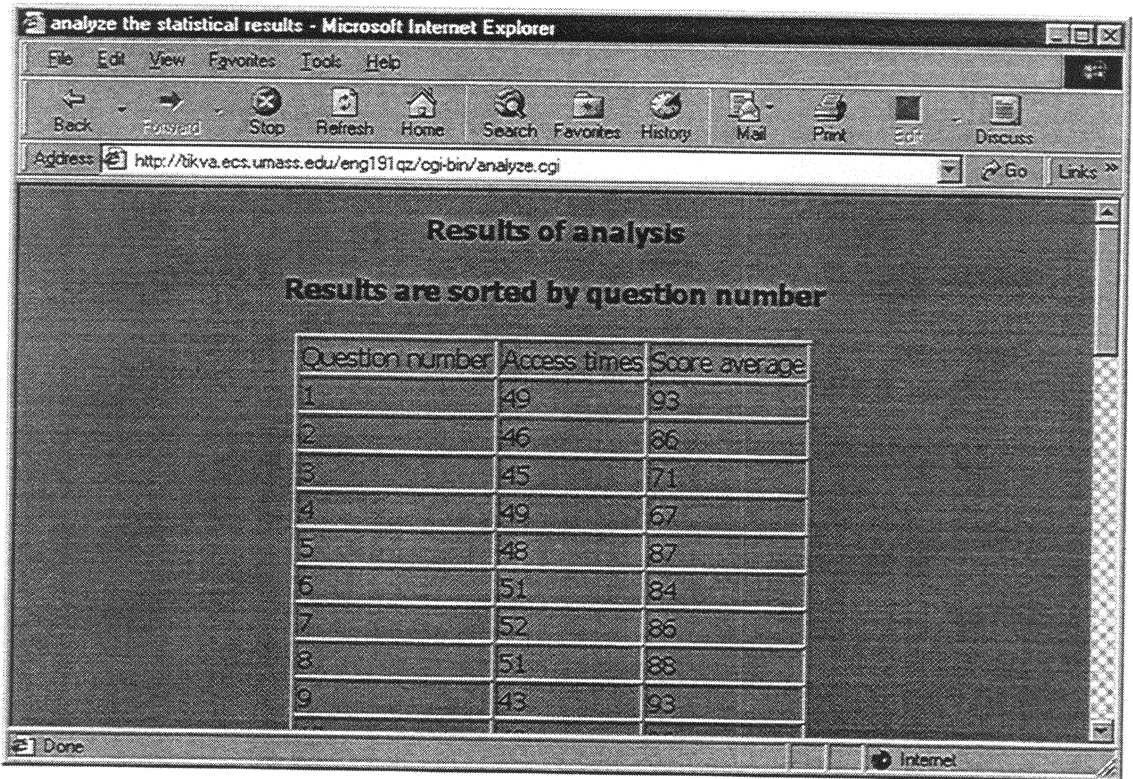 analyze the statistical results - Microsoft Internet Explorer
File Edit View Favorites Tools Help
Back Forward Stop Refresh Home Search Favorites History Mail Print Edit Discuss
Address http://tikva.ecs.umass.edu/eng191qz/cgi-bin/analyze.cgi Go Links »
Results of analysis
Results are sorted by question number
Question number Access times Score average
1 49 93
2 46 86
3 45 71
4 49 67
5 48 87
6 51 84
7 52 86
8 51 88
9 43 93
Done Internet